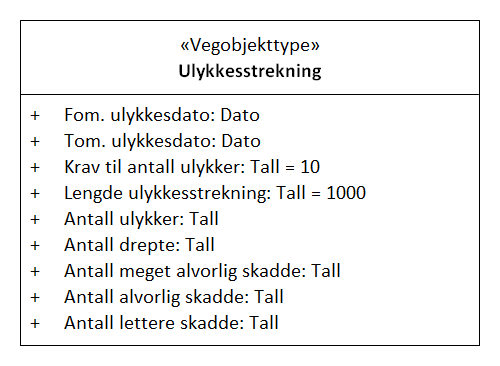 «Vegobjekttype»
Ulykkesstrekning
+ Fom. ulykkesdato: Dato
+ Tom. ulykkesdato: Dato
+ Krav til antall ulykker: Tall = 10
+ Lengde ulykkesstrekning: Tall = 1000
+ Antall ulykker: Tall
+ Antall drepte: Tall
+ Antall meget alvorlig skadde: Tall
+ Antall alvorlig skadde: Tall
+ Antall lettere skadde: Tall